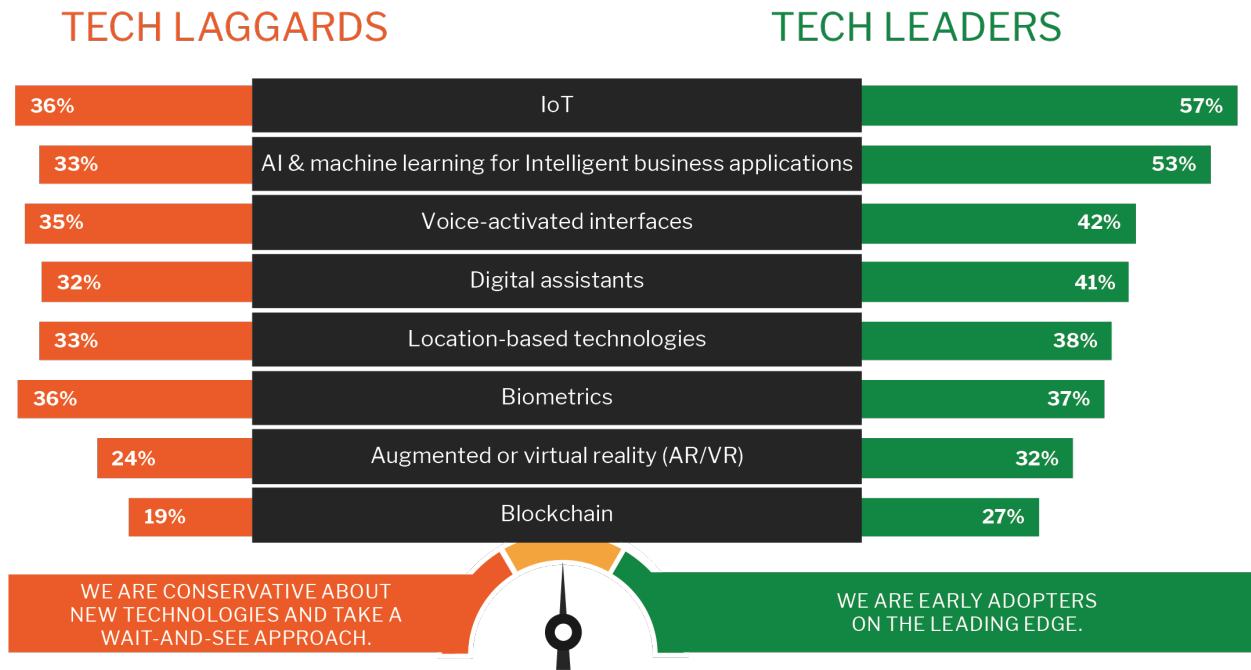 TECH LAGGARDS TECH LEADERS
36% IoT 57%
33% AI & machine learning for Intelligent business applications 53%
35% Voice-activated interfaces 42%
32% Digital assistants 41%
33% Location-based technologies 38%
36% Biometrics 37%
24% Augmented or virtual reality (AR/VR) 32%
19% Blockchain 27%
WE ARE CONSERVATIVE ABOUT
NEW TECHNOLOGIES AND TAKE A
WAIT-AND-SEE APPROACH.
WE ARE EARLY ADOPTERS
ON THE LEADING EDGE.